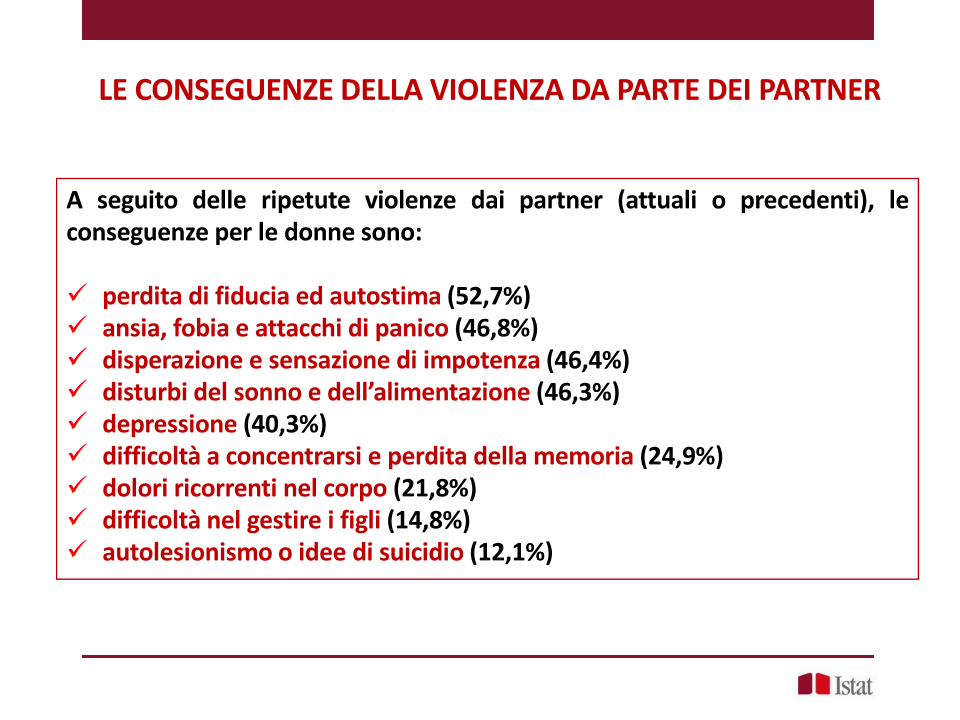 LE CONSEGUENZE DELLA VIOLENZA DA PARTE DEI PARTNER
A seguito delle ripetute violenze dai partner (attuali o precedenti), le
conseguenze per le donne sono:
✓ perdita di fiducia ed autostima (52,7%)
✓ ansia, fobia e attacchi di panico (46,8%)
✓ disperazione e sensazione di impotenza (46,4%)
✓ disturbi del sonno e dell’alimentazione (46,3%)
✓ depressione (40,3%)
✓ difficoltà a concentrarsi e perdita della memoria (24,9%)
✓ dolori ricorrenti nel corpo (21,8%)
✓ difficoltà nel gestire i figli (14,8%)
✓ autolesionismo o idee di suicidio (12,1%)
Istat